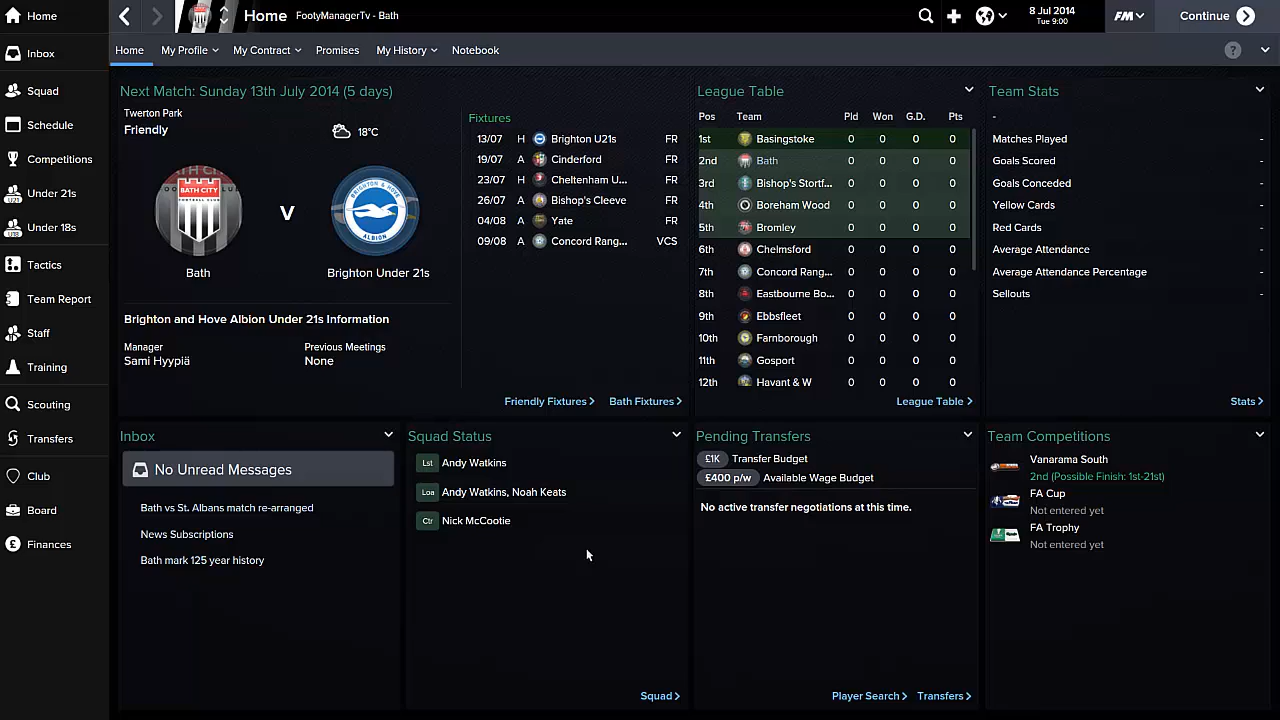 Home
Inbox
Squad
Schedule
Competitions
U21 Under 21s
U18 Under 18s
Tactics
Team Report
Staff
Training
Scouting
Transfers
Club
Board
Finances
Home FootyManagerTv - Bath
8 Jul 2014
Tue 9:00
FM
Continue
Home My Profile My Contract Promises My History Notebook
?
Next Match: Sunday 13th July 2014 (5 days)
Twerton Park
Friendly
18°C
BATH CITY
FOOTBALL CLUB
V
BRIGHTON & HOVE
ALBION
Bath
Brighton Under 21s
Brighton and Hove Albion Under 21s Information
Manager
Sami Hyypiä
Previous Meetings
None
Fixtures
13/07 H Brighton U21s FR
19/07 A Cinderford FR
23/07 H Cheltenham U... FR
26/07 A Bishop's Cleeve FR
04/08 A Yate FR
09/08 A Concord Rang... VCS
Friendly Fixtures Bath Fixtures
League Table
Pos Team Pld Won G.D. Pts
1st Basingstoke 0 0 0 0
2nd Bath 0 0 0 0
3rd Bishop's Stortf... 0 0 0 0
4th Boreham Wood 0 0 0 0
5th Bromley 0 0 0 0
6th Chelmsford 0 0 0 0
7th Concord Rang... 0 0 0 0
8th Eastbourne Bo... 0 0 0 0
9th Ebbsfleet 0 0 0 0
10th Farnborough 0 0 0 0
11th Gosport 0 0 0 0
12th Havant & W 0 0 0 0
League Table
Team Stats
-
Matches Played -
Goals Scored -
Goals Conceded -
Yellow Cards -
Red Cards -
Average Attendance -
Average Attendance Percentage -
Sellouts -
Stats
Inbox
No Unread Messages
Bath vs St. Albans match re-arranged
News Subscriptions
Bath mark 125 year history
Squad Status
Lst Andy Watkins
Loa Andy Watkins, Noah Keats
Ctr Nick McCootie
Squad
Pending Transfers
£1K Transfer Budget
£400 p/w Available Wage Budget
No active transfer negotiations at this time.
Player Search Transfers
Team Competitions
Vanarama South
2nd (Possible Finish: 1st-21st)
FA Cup
Not entered yet
FA Trophy
Not entered yet